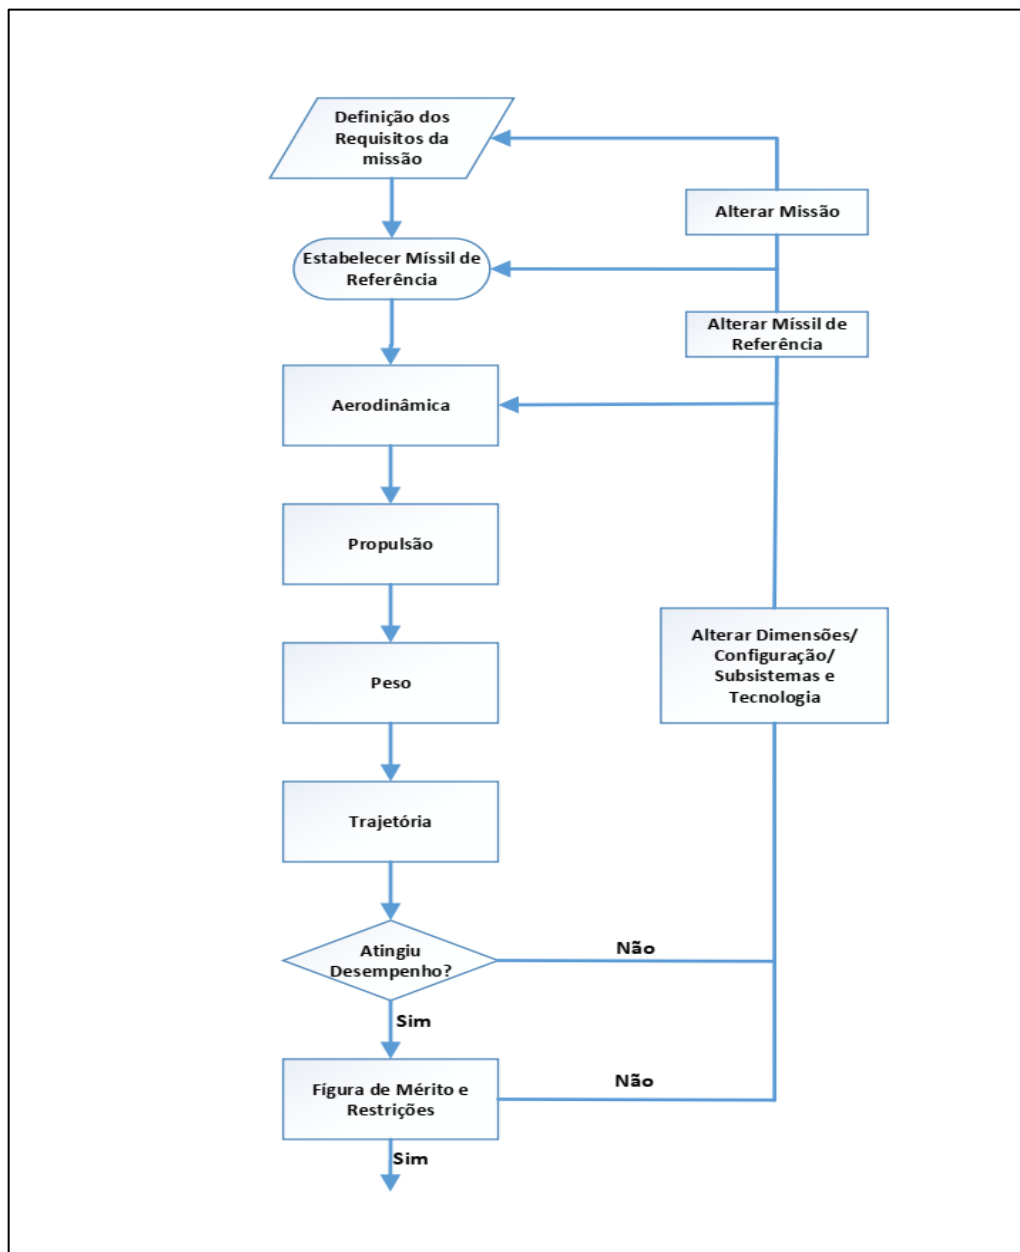 Definição dos
Requisitos da
missão
Alterar Missão
Estabelecer Míssil de
Referência
Alterar Míssil de
Referência
Aerodinâmica
Propulsão
Alterar Dimensões/
Configuração/
Subsistemas e
Tecnologia
Peso
Trajetória
Atingiu
Desempenho?
Não
Sim
Fígura de Mérito e
Restrições
Não
Sim